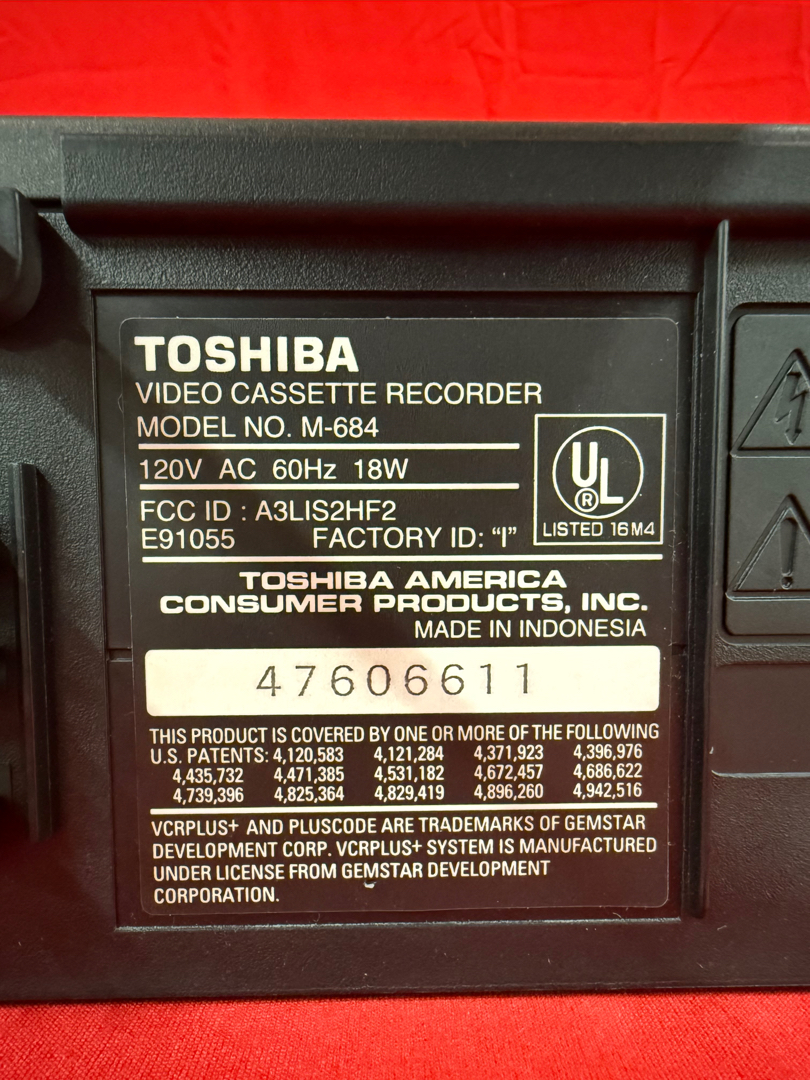 TOSHIBA
VIDEO CASSETTE RECORDER
MODEL NO. M-684
120V AC 60Hz 18W
FCC ID : A3LIS2HF2
E91055 FACTORY ID: “I”
UL
®
LISTED 16M4
TOSHIBA AMERICA
CONSUMER PRODUCTS, INC.
MADE IN INDONESIA
47606611
THIS PRODUCT IS COVERED BY ONE OR MORE OF THE FOLLOWING
U.S. PATENTS: 4,120,583 4,121,284 4,371,923 4,396,976
4,435,732 4,471,385 4,531,182 4,672,457 4,686,622
4,739,396 4,825,364 4,829,419 4,896,260 4,942,516
VCRPLUS+ AND PLUSCODE ARE TRADEMARKS OF GEMSTAR
DEVELOPMENT CORP. VCRPLUS+ SYSTEM IS MANUFACTURED
UNDER LICENSE FROM GEMSTAR DEVELOPMENT
CORPORATION.